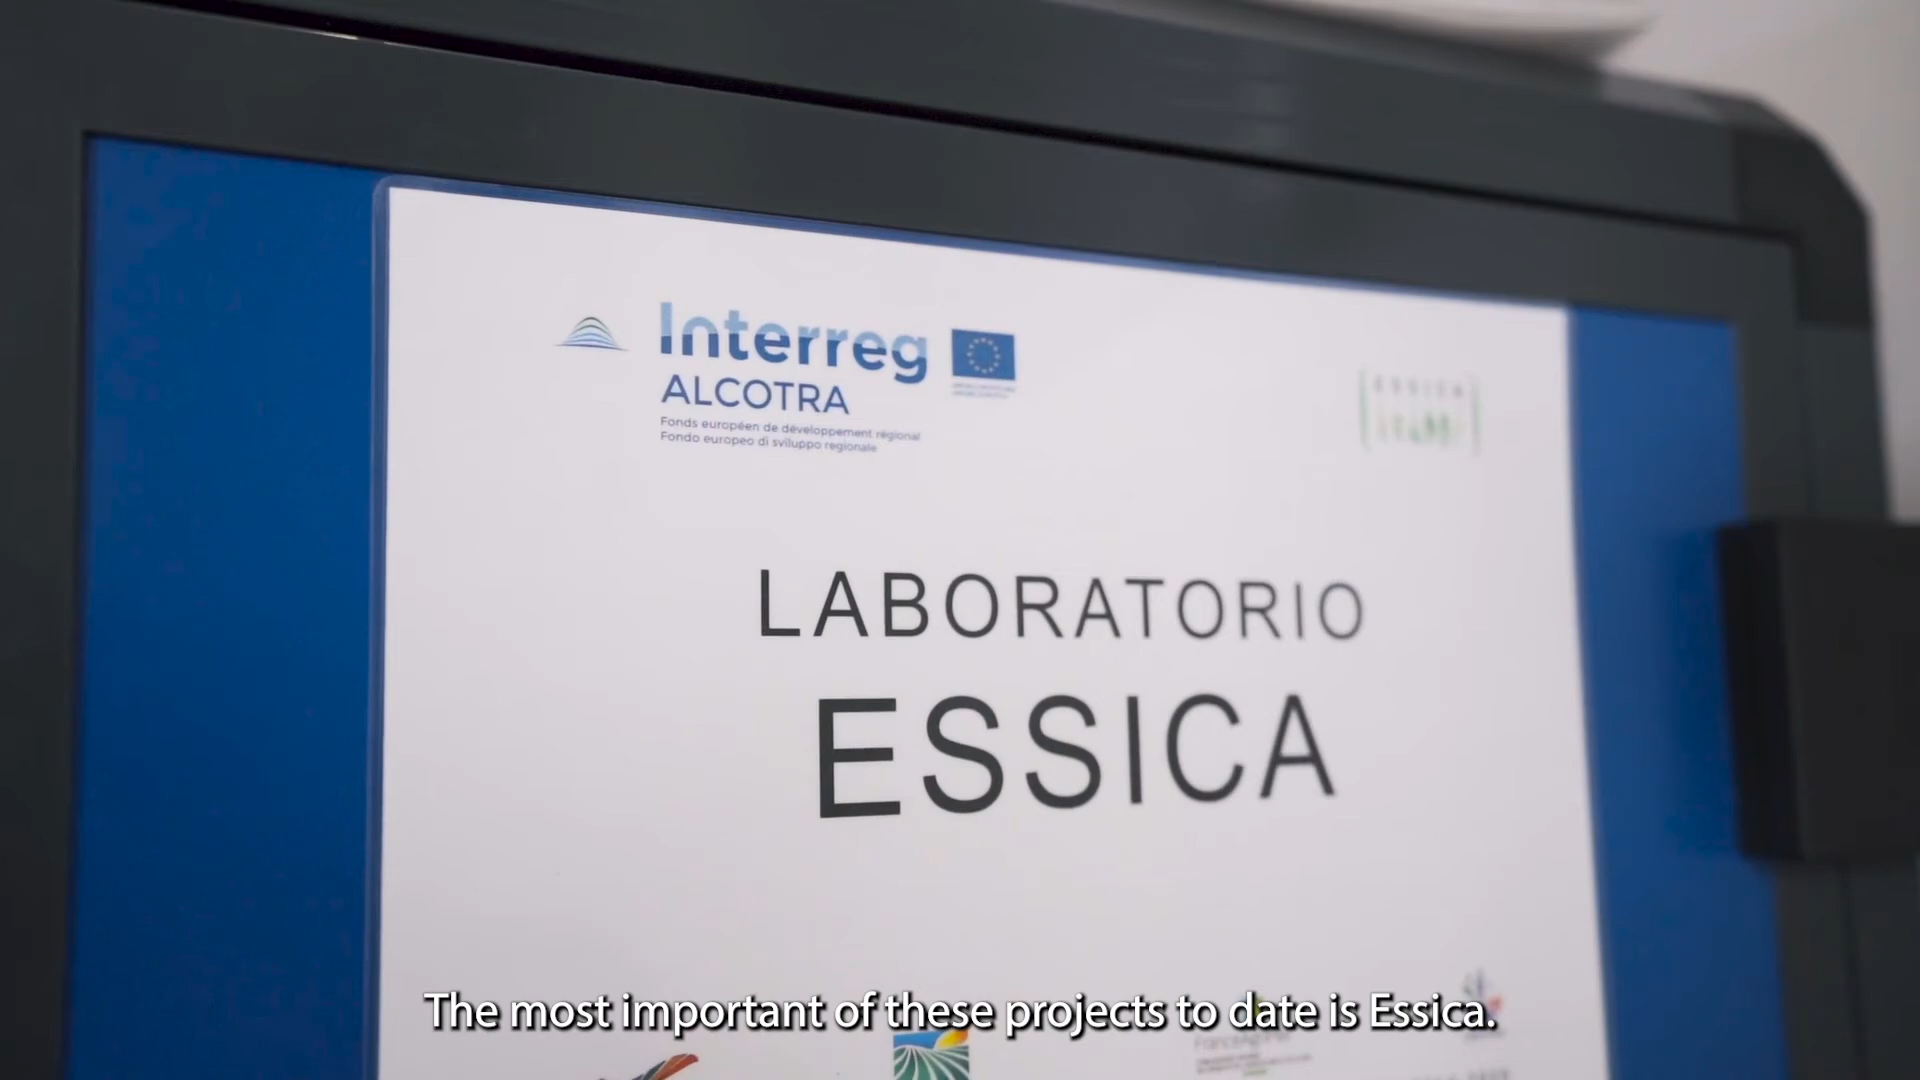 Interreg
ALCOTRA
Fonds européen de développement régional
Fondo europeo di sviluppo regionale
ESSICA
LABORATORIO
ESSICA
The most important of these projects to date is Essica.